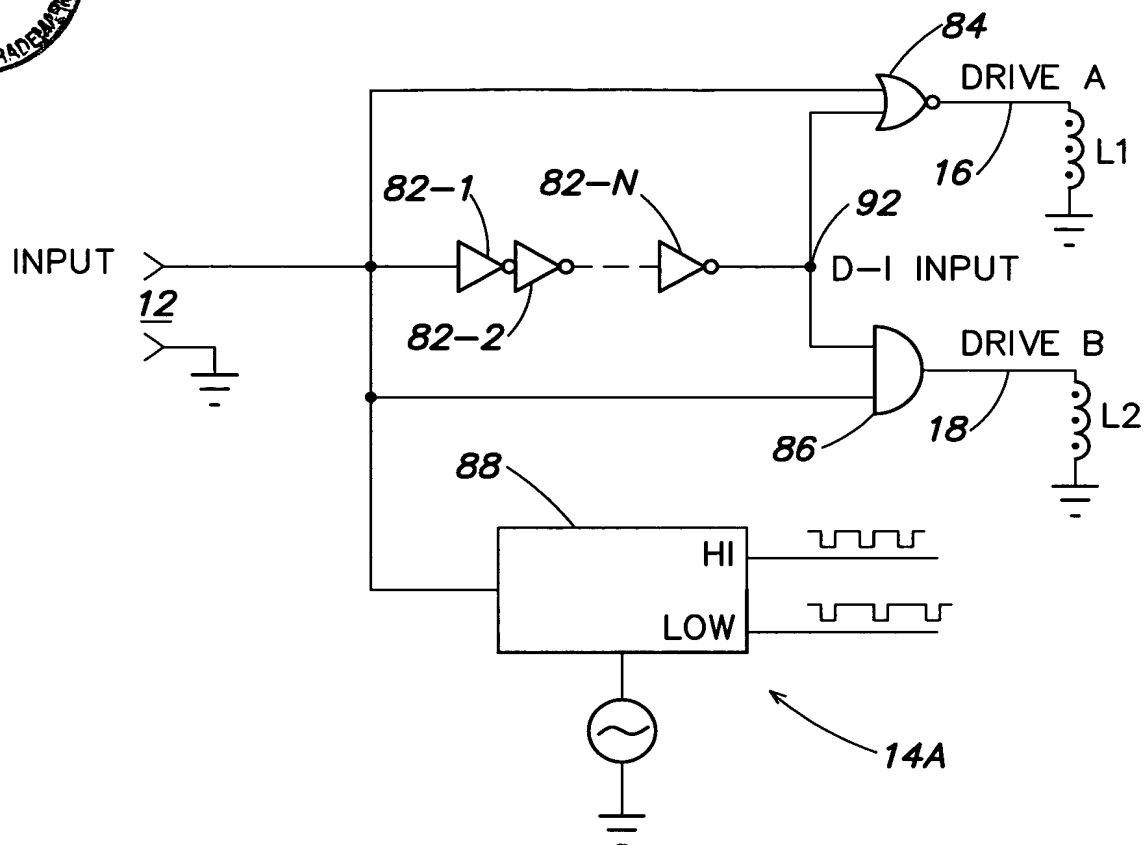 84
DRIVE A
16
L1
82-1
82-N
92
INPUT
D-I INPUT
12
82-2
DRIVE B
18
L2
86
88
HI
LOW
14A